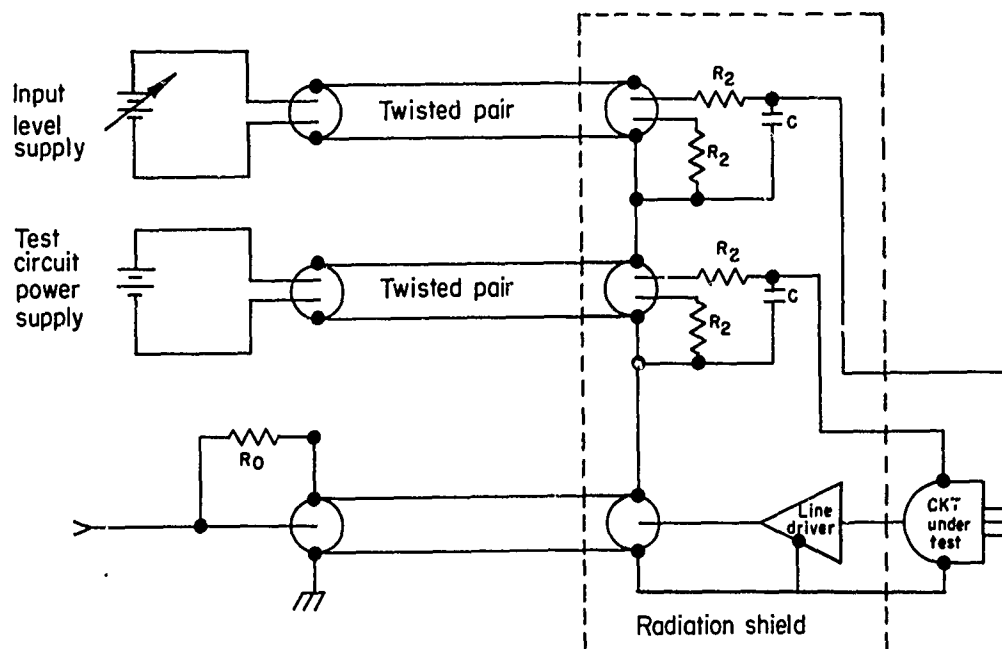 Input
level
supply
Twisted pair
R2
C
R2
Test
circuit
power
supply
Twisted pair
R2
C
R2
RO
Line
driver
CKT
under
test
Radiation shield